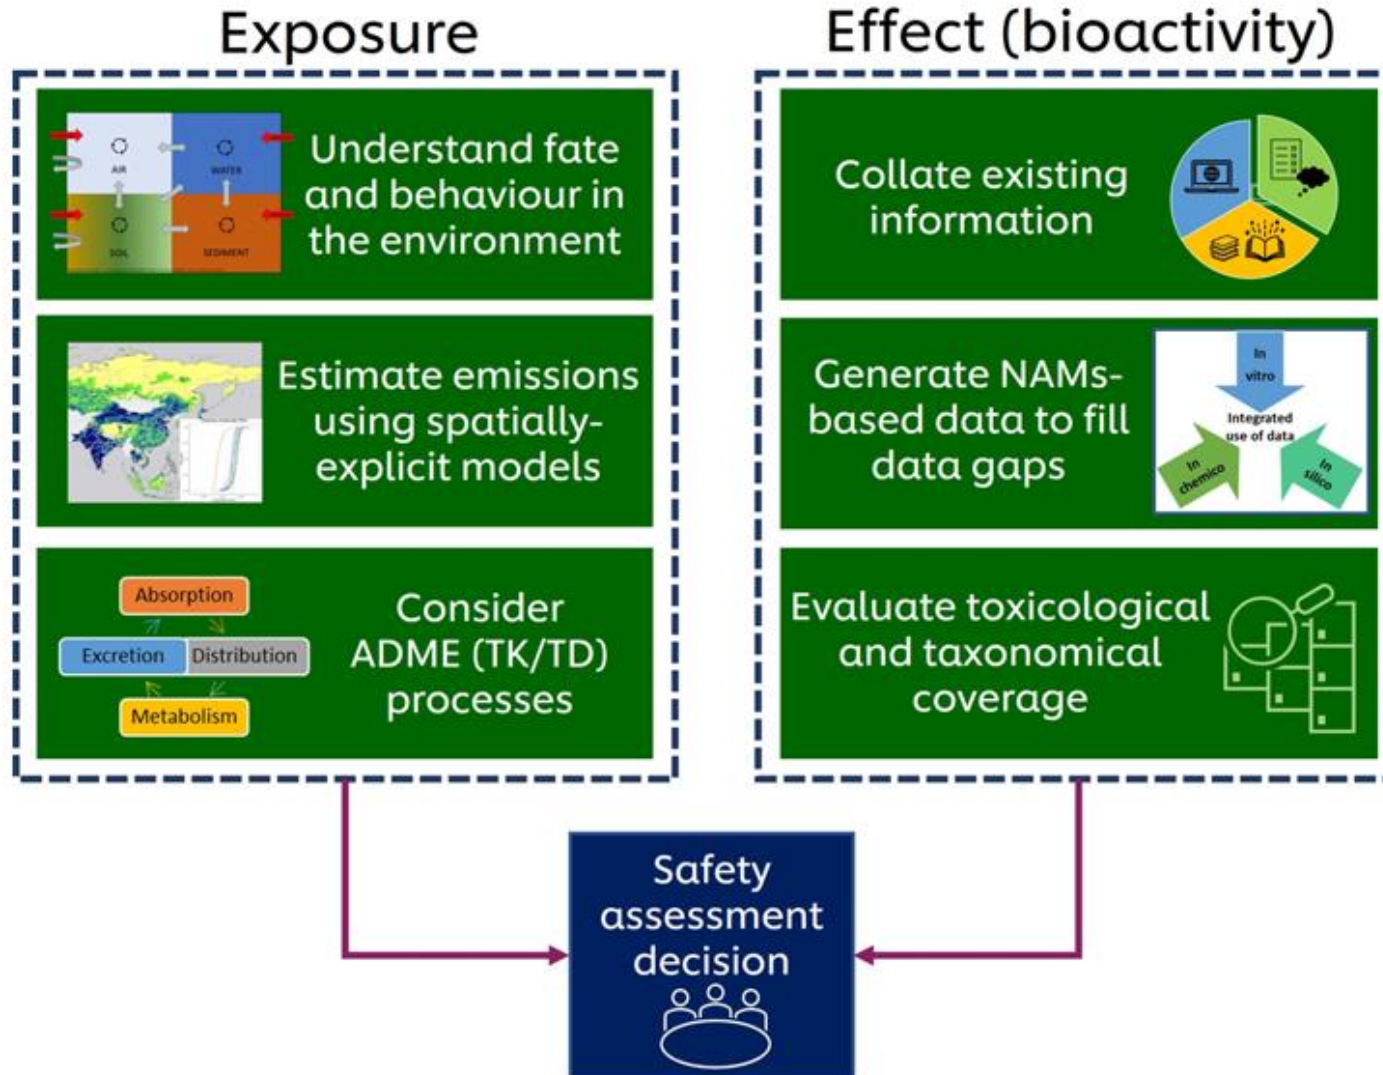 Exposure
AIR
WATER
SOIL
SEDIMENT
Understand fate
and behaviour in
the environment
Estimate emissions
using spatially-
explicit models
Absorption
Excretion
Distribution
Metabolism
Consider
ADME (TK/TD)
processes
Effect (bioactivity)
Collate existing
information
Generate NAMs-
based data to fill
data gaps
In
vitro
Integrated
use of data
In
chemico
In
silico
Evaluate toxicological
and taxonomical
coverage
Safety
assessment
decision